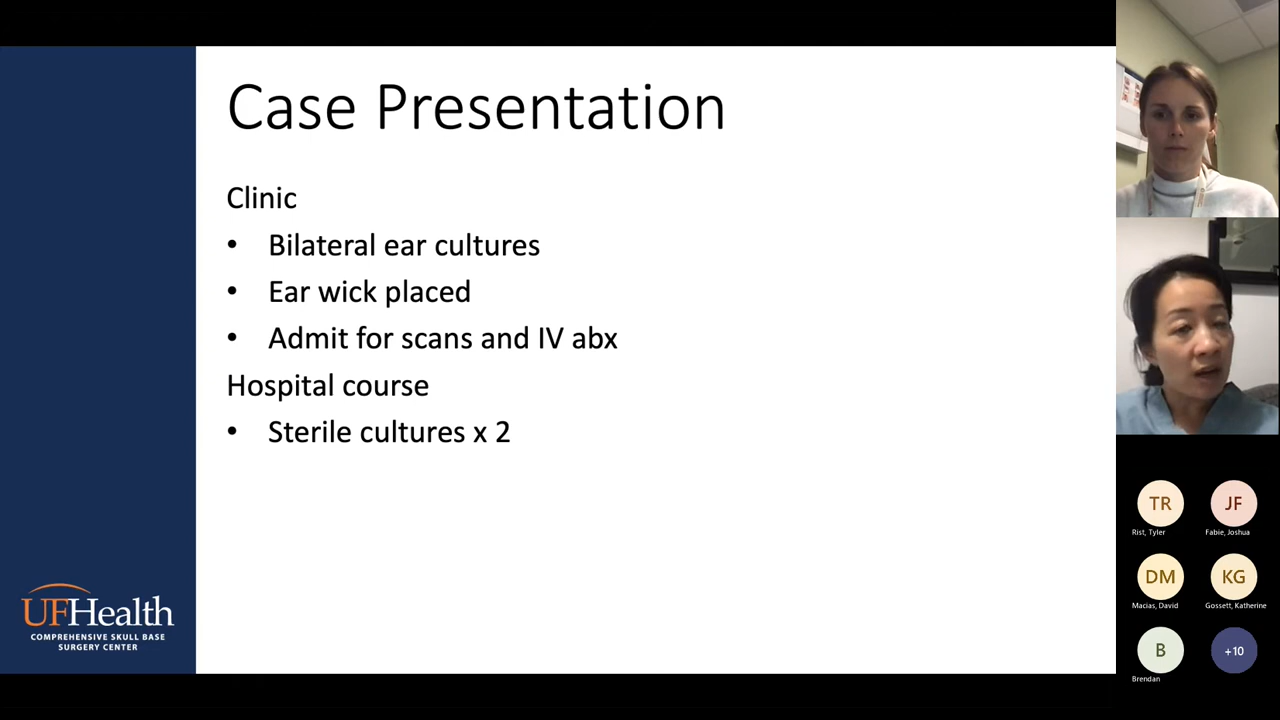 Case Presentation
Clinic
• Bilateral ear cultures
• Ear wick placed
• Admit for scans and IV abx
Hospital course
• Sterile cultures x 2
UFHealth
COMPREHENSIVE SKULL BASE
SURGERY CENTER
TR
JF
Rist, Tyler
Fabie, Joshua
DM
KG
Macias, David
Gossett, Katherine
B
+10
Brendan